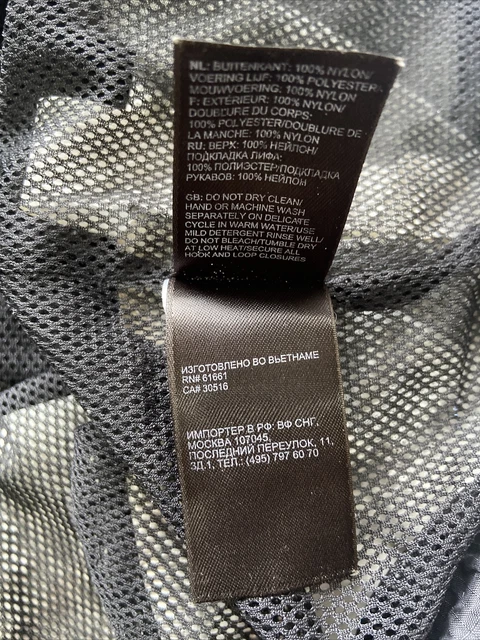 NL: BUITENKANT: 100% NYLON/
VOERING LIJF: 100% POLYESTER/
MOUWVOERING: 100% NYLON
F: EXTÉRIEUR: 100% NYLON/
DOUBLURE DU CORPS:
100% POLYESTER/DOUBLURE DE
LA MANCHE: 100% NYLON
RU: ВЕРХ: 100% НЕЙЛОН/
ПОДКЛАДКА ЛИФА:
100% ПОЛИЭСТЕР/ПОДКЛАДКА
РУКАВОВ: 100% НЕЙЛОН
GB: DO NOT DRY CLEAN/
HAND OR MACHINE WASH
SEPARATELY ON DELICATE
CYCLE IN WARM WATER/USE
MILD DETERGENT RINSE WELL/
DO NOT BLEACH/TUMBLE DRY
AT LOW HEAT/SECURE ALL
HOOK AND LOOP CLOSURES
ИЗГОТОВЛЕНО ВО ВЬЕТНАМЕ
RN# 61661
CA# 30516
ИМПОРТЕР В РФ: ВФ СНГ,
МОСКВА 107045,
ПОСЛЕДНИЙ ПЕРЕУЛОК, 11,
ЗД.1, ТЕЛ.: (495) 797 60 70